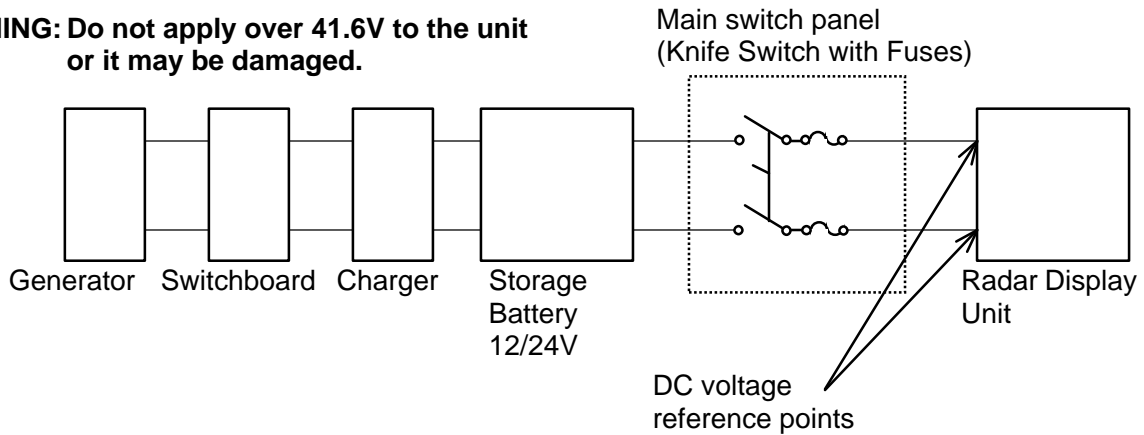 NING: Do not apply over 41.6V to the unit
or it may be damaged.
Main switch panel
(Knife Switch with Fuses)
Generator
Switchboard
Charger
Storage
Battery
12/24V
Radar Display
Unit
DC voltage
reference points